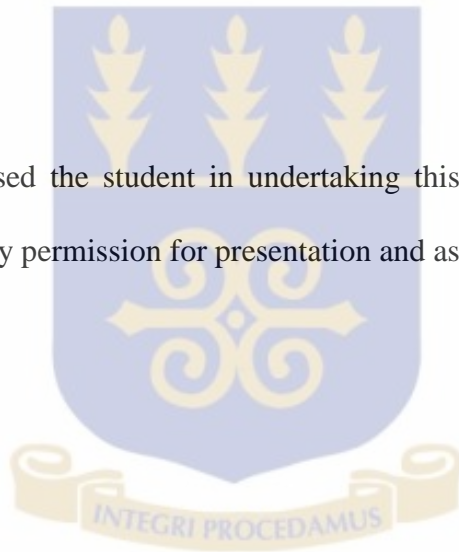 sed the student in undertaking this
y permission for presentation and as
INTEGRI PROCEDAMUS